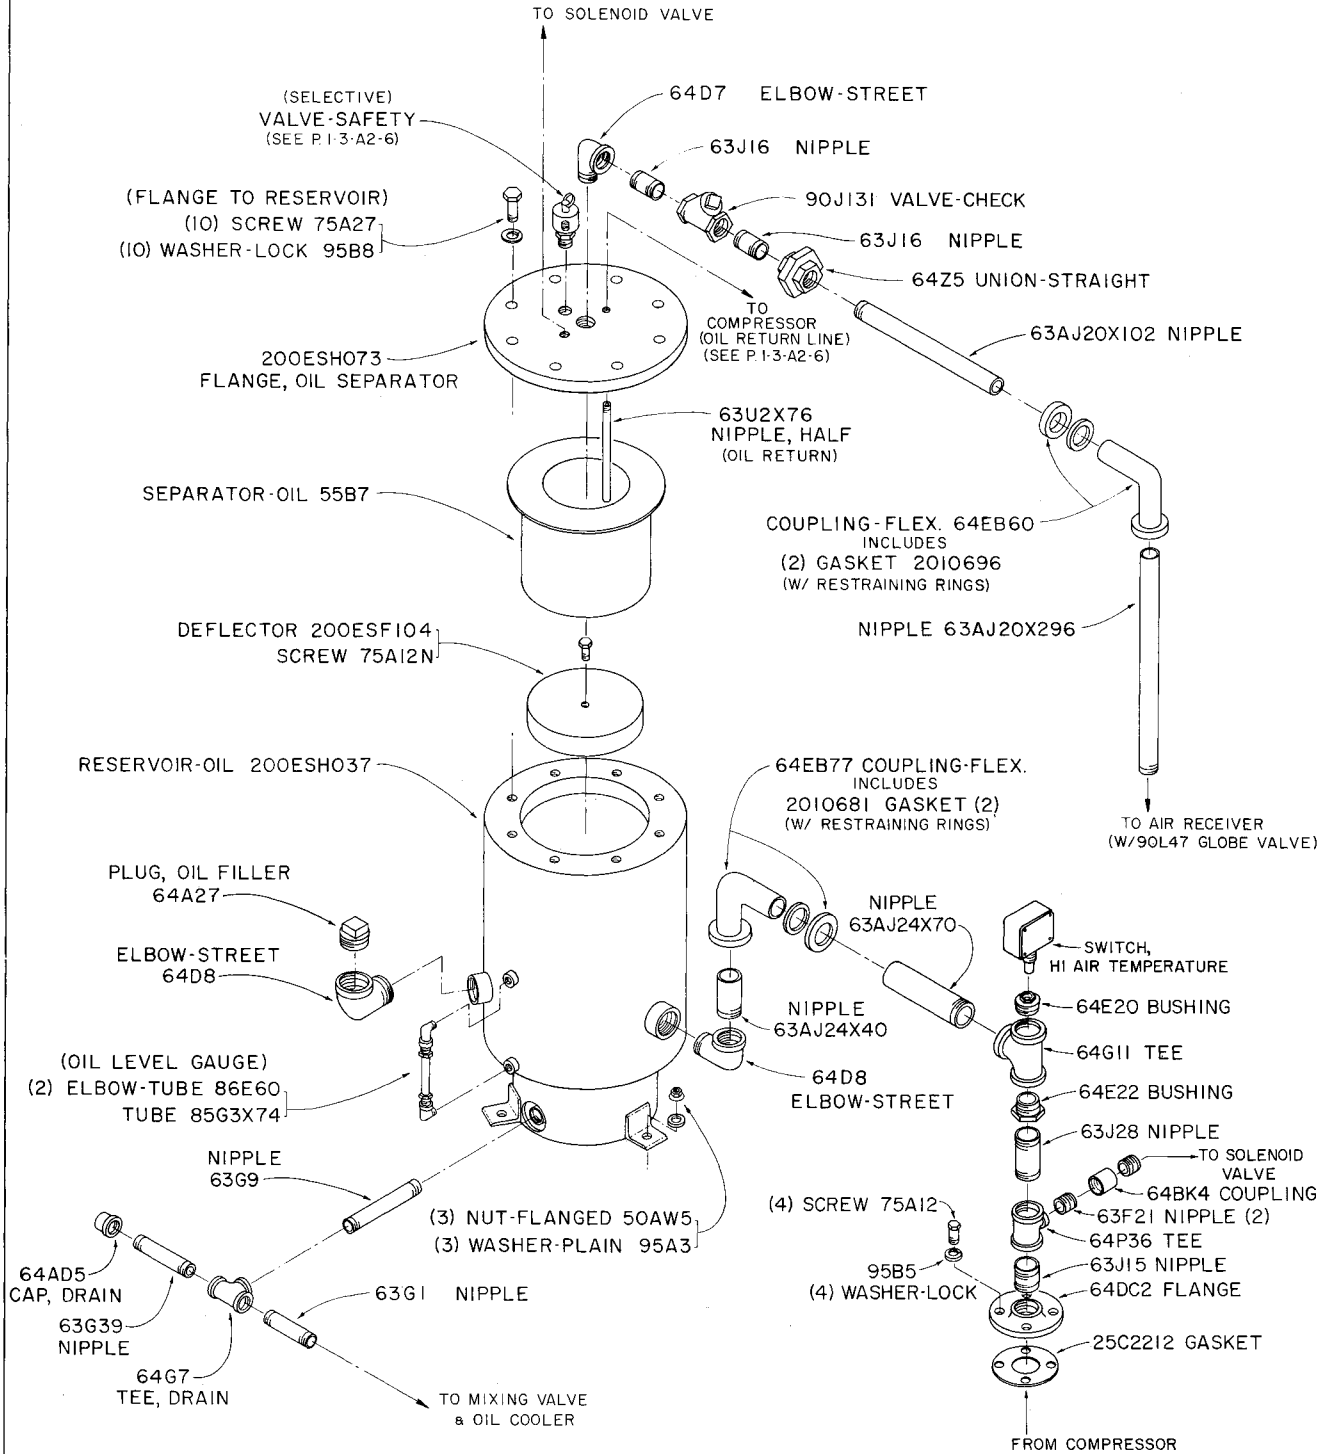 TO SOLENOID VALVE
(SELECTIVE)
VALVE-SAFETY
(SEE P. 1-3-A2-6)
64D7 ELBOW-STREET
63J16 NIPPLE
(FLANGE TO RESERVOIR)
(10) SCREW 75A27
(10) WASHER-LOCK 95B8
90J131 VALVE-CHECK
63J16 NIPPLE
64Z5 UNION-STRAIGHT
TO
COMPRESSOR
(OIL RETURN LINE)
(SEE P. 1-3-A2-6)
63AJ20X102 NIPPLE
200ESH073
FLANGE, OIL SEPARATOR
63U2X76
NIPPLE, HALF
(OIL RETURN)
SEPARATOR-OIL 55B7
COUPLING-FLEX. 64EB60
INCLUDES
(2) GASKET 2010696
(W/ RESTRAINING RINGS)
NIPPLE 63AJ20X296
DEFLECTOR 200ESF104
SCREW 75A12N
RESERVOIR-OIL 200ESH037
64EB77 COUPLING-FLEX.
INCLUDES
2010681 GASKET (2)
(W/ RESTRAINING RINGS)
TO AIR RECEIVER
(W/90L47 GLOBE VALVE)
PLUG, OIL FILLER
64A27
NIPPLE
63AJ24X70
ELBOW-STREET
64D8
SWITCH,
HI AIR TEMPERATURE
64E20 BUSHING
NIPPLE
63AJ24X40
64G11 TEE
(OIL LEVEL GAUGE)
(2) ELBOW-TUBE 86E60
TUBE 85G3X74
64D8
ELBOW-STREET
64E22 BUSHING
63J28 NIPPLE
NIPPLE
63G9
TO SOLENOID
VALVE
64BK4 COUPLING
(4) SCREW 75A12
63F21 NIPPLE (2)
(3) NUT-FLANGED 50AW5
(3) WASHER-PLAIN 95A3
64P36 TEE
95B5
(4) WASHER-LOCK
63J15 NIPPLE
64DC2 FLANGE
64AD5
CAP, DRAIN
63G1 NIPPLE
63G39
NIPPLE
25C2212 GASKET
64G7
TEE, DRAIN
TO MIXING VALVE
& OIL COOLER
FROM COMPRESSOR